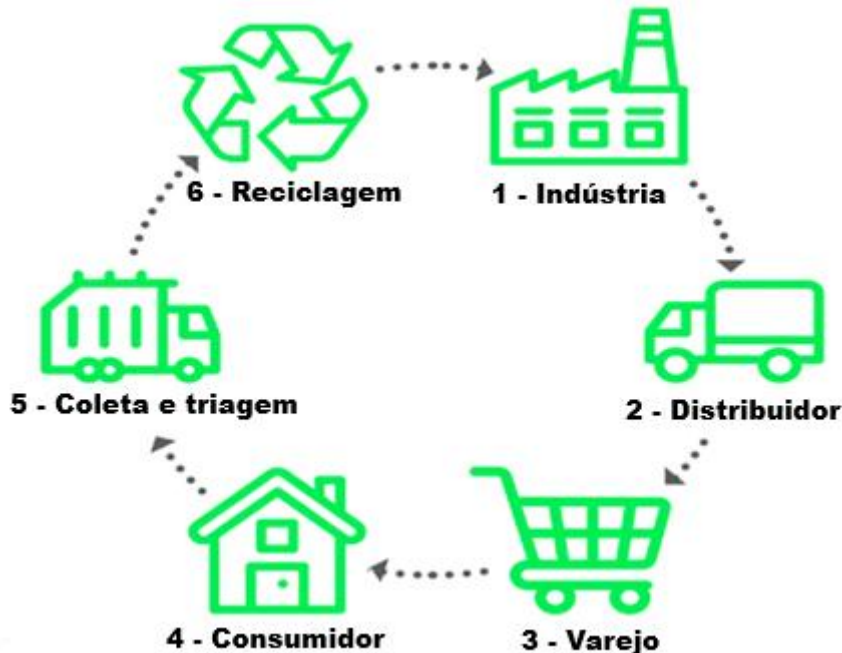 6 - Reciclagem
1 - Indústria
5 - Coleta e triagem
2 - Distribuidor
4 - Consumidor
3 - Varejo